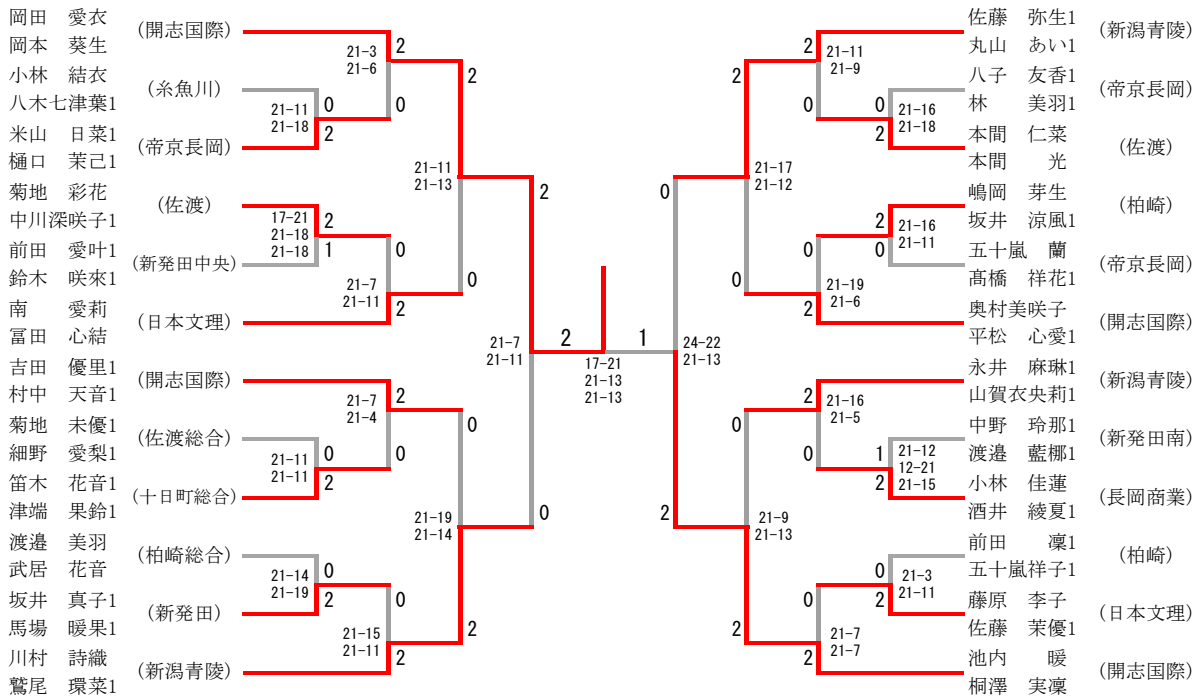 岡田　愛衣
(開志国際)
岡本　葵生
小林　結衣
(糸魚川)
八木七津葉1
米山　日菜1
(帝京長岡)
樋口　茉己1
菊地　彩花
(佐渡)
中川深咲子1
前田　愛叶1
(新発田中央)
鈴木　咲來1
南　　愛莉
(日本文理)
冨田　心結
吉田　優里1
(開志国際)
村中　天音1
菊地　未優1
(佐渡総合)
細野　愛梨1
笛木　花音1
(十日町総合)
津端　果鈴1
渡邉　美羽
(柏崎総合)
武居　花音
坂井　真子1
(新発田)
馬場　暖果1
川村　詩織
(新潟青陵)
鷲尾　環菜1
21-3
21-6
2
0
21-11
21-18
0
2
17-21
21-18
21-18
2
1
21-7
21-11
0
2
21-11
21-13
2
0
21-7
21-4
2
0
21-11
21-11
0
2
21-14
21-19
0
2
21-15
21-11
0
2
21-19
21-14
0
2
21-7
21-11
2
0
2
1
17-21
21-13
21-13
24-22
21-13
0
2
21-17
21-12
0
2
21-11
21-9
2
0
21-16
21-18
0
2
21-16
21-11
2
0
21-19
21-6
0
2
21-16
21-5
2
0
21-12
12-21
21-15
1
2
21-9
21-13
0
2
21-3
21-11
0
2
21-7
21-7
0
2
佐藤　弥生1
(新潟青陵)
丸山　あい1
八子　友香1
(帝京長岡)
林　　美羽1
本間　仁菜
(佐渡)
本間　　光
嶋岡　芽生
(柏崎)
坂井　涼風1
五十嵐　蘭
(帝京長岡)
髙橋　祥花1
奥村美咲子
(開志国際)
平松　心愛1
永井　麻琳1
(新潟青陵)
山賀衣央莉1
中野　玲那1
(新発田南)
渡邉　藍梛1
小林　佳蓮
(長岡商業)
酒井　綾夏1
前田　　凜1
(柏崎)
五十嵐祥子1
藤原　李子
(日本文理)
佐藤　茉優1
池内　　暖
(開志国際)
桐澤　実凜